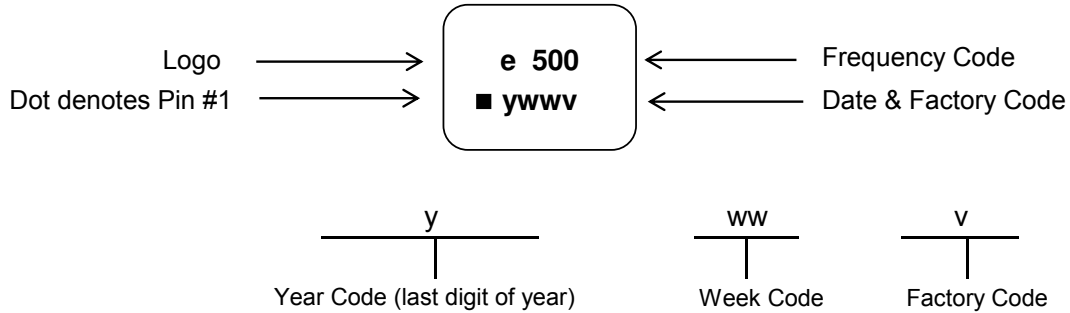 Logo e 500 Frequency Code
Dot denotes Pin #1 ■ ywwv Date & Factory Code
y ww v
Year Code (last digit of year) Week Code Factory Code